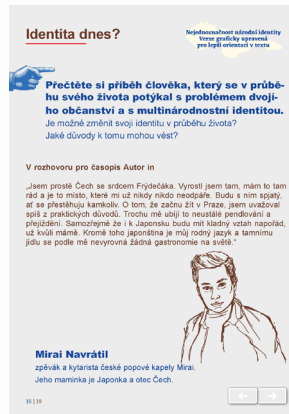 Identita dnes?
Nejednoznačnost národní identity
Verze graficky upravená
pro lepší orientaci v textu
Přečtěte si příběh člověka, který se v průbě-
hu svého života potýkal s problémem dvojí-
ho občanství a s multinárodnostní identitou.
Je možné změnit svoji identitu v průběhu života?
Jaké důvody k tomu mohou vést?
V rozhovoru pro časopis Autor in
„Jsem prostě Čech se srdcem Frýdečáka. Vyrostl jsem tam, mám to tam
rád a je to místo, které mi už nikdy nikdo neodpáře. Budu s ním spjatý,
ať se přestěhuju kamkoliv. O tom, že začnu žít v Praze, jsem uvažoval
spíš z praktických důvodů. Trochu mě ubíjí to neustálé pendlování a
přejíždění. Samozřejmě že i k Japonsku budu mít kladný vztah napořád,
už kvůli mámě. Kromě toho japonština je můj rodný jazyk a tamnímu
jídlu se podle mě nevyrovná žádná gastronomie na světě.“
Mirai Navrátil
zpěvák a kytarista české popové kapely Mirai.
Jeho maminka je Japonka a otec Čech.
15 | 19